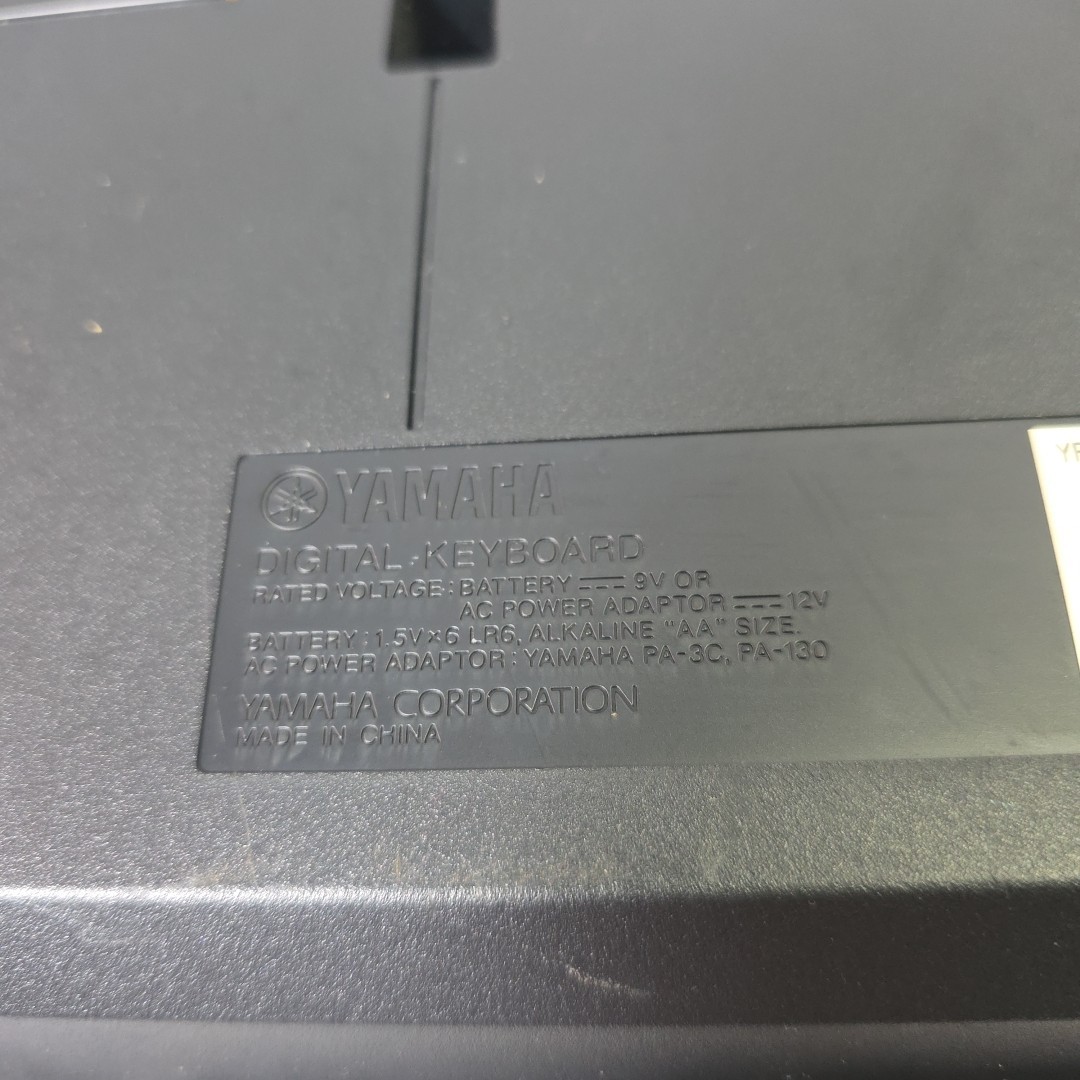 YAMAHA
DIGITAL KEYBOARD
RATED VOLTAGE: BATTERY ⎓ 9V OR
AC POWER ADAPTOR ⎓ 12V
BATTERY : 1.5V×6 LR6, ALKALINE "AA" SIZE.
AC POWER ADAPTOR : YAMAHA PA-3C, PA-130
YAMAHA CORPORATION
MADE IN CHINA